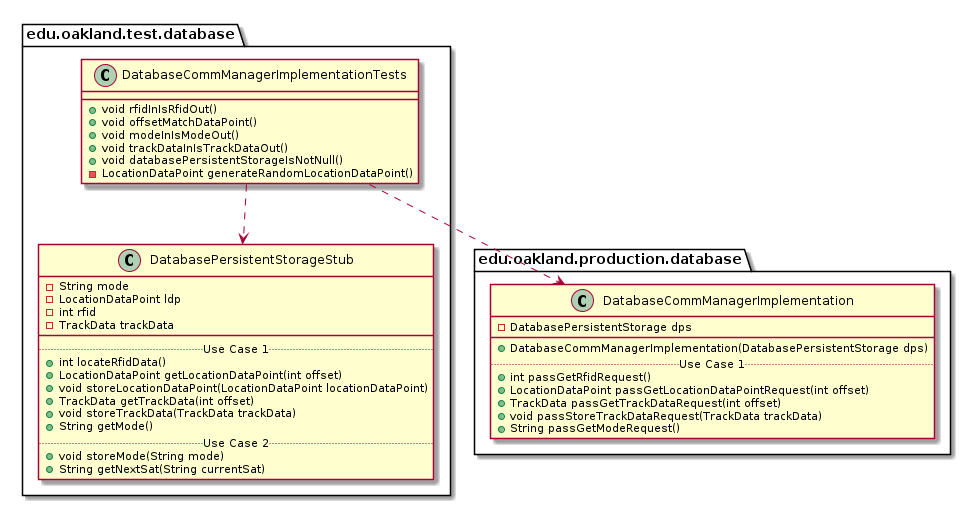 edu.oakland.test.database
C DatabaseCommManagerImplementationTests
void rfidInIsRfidOut()
void offsetMatchDataPoint()
void modeInIsModeOut()
void trackDataInIsTrackDataOut()
void databasePersistentStorageIsNotNull()
LocationDataPoint generateRandomLocationDataPoint()
C DatabasePersistentStorageStub
String mode
LocationDataPoint ldp
int rfid
TrackData trackData
Use Case 1
int locateRfidData()
LocationDataPoint getLocationDataPoint(int offset)
void storeLocationDataPoint(LocationDataPoint locationDataPoint)
TrackData getTrackData(int offset)
void storeTrackData(TrackData trackData)
String getMode()
Use Case 2
void storeMode(String mode)
String getNextSat(String currentSat)
edu.oakland.production.database
C DatabaseCommManagerImplementation
DatabasePersistentStorage dps
DatabaseCommManagerImplementation(DatabasePersistentStorage dps)
Use Case 1
int passGetRfidRequest()
LocationDataPoint passGetLocationDataPointRequest(int offset)
TrackData passGetTrackDataRequest(int offset)
void passStoreTrackDataRequest(TrackData trackData)
String passGetModeRequest()